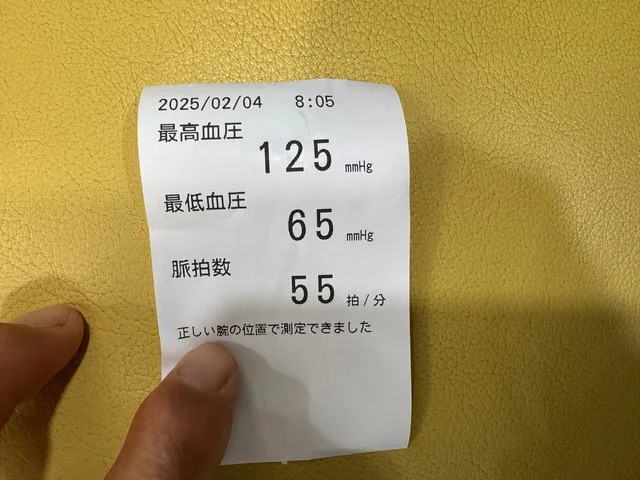 2025/02/04 8:05
最高血圧
125 mmHg
最低血圧
65 mmHg
脈拍数
55 拍/分
正しい腕の位置で測定できました